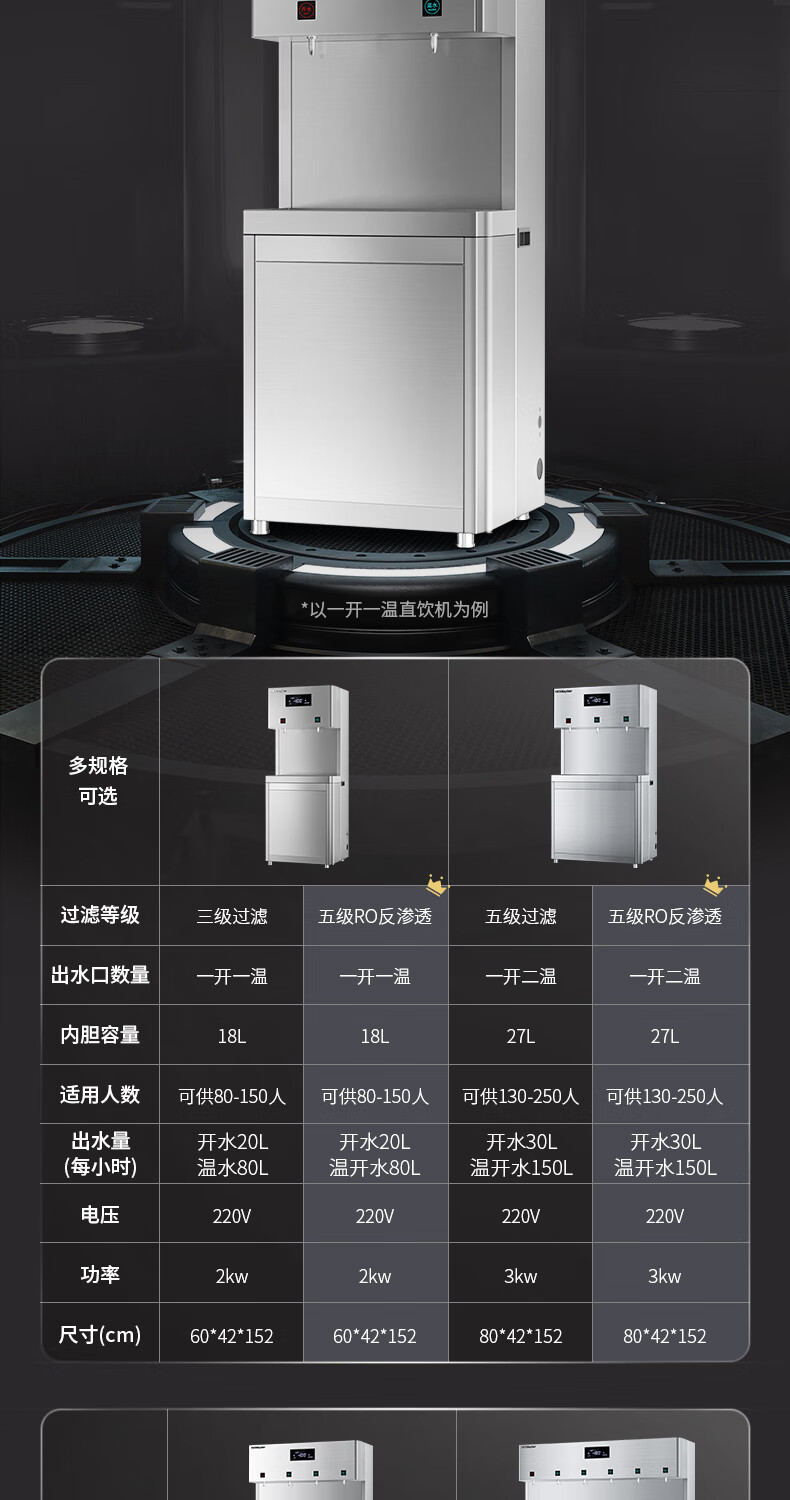 *以一开一温直饮机为例
多规格
可选
过滤等级 三级过滤 五级RO反渗透 五级过滤 五级RO反渗透
出水口数量 一开一温 一开一温 一开二温 一开二温
内胆容量 18L 18L 27L 27L
适用人数 可供80-150人 可供80-150人 可供130-250人 可供130-250人
出水量 开水20L 开水20L 开水30L 开水30L
(每小时) 温水80L 温开水80L 温开水150L 温开水150L
电压 220V 220V 220V 220V
功率 2kw 2kw 3kw 3kw
尺寸(cm) 60*42*152 60*42*152 80*42*152 80*42*152